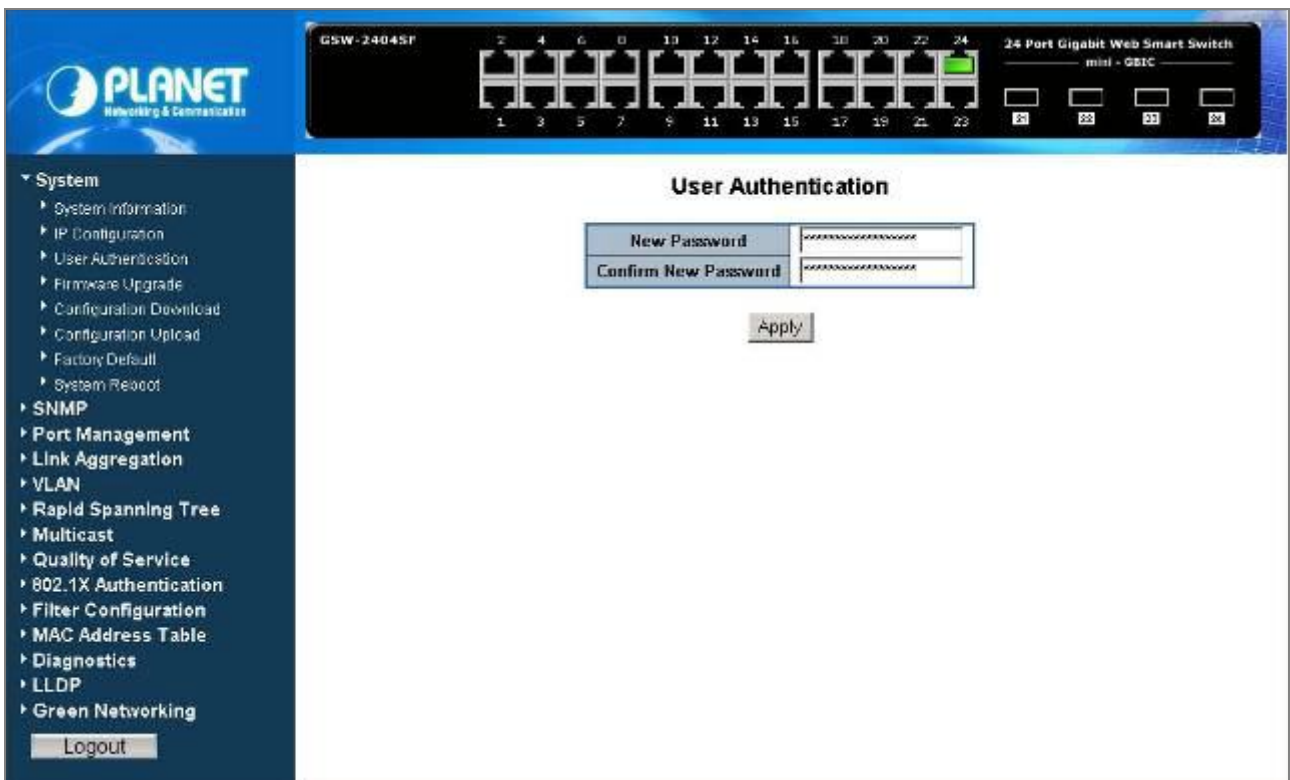 PLANET
Networking & Communication
GSW-2404SF
2 4 6 8 10 12 14 16 18 20 22 24
1 3 5 7 9 11 13 15 17 19 21 23
24 Port Gigabit Web Smart Switch
mini - GBIC
21 22 23 24
System
System Information
IP Configuration
User Authentication
Firmware Upgrade
Configuration Download
Configuration Upload
Factory Default
System Reboot
SNMP
Port Management
Link Aggregation
VLAN
Rapid Spanning Tree
Multicast
Quality of Service
802.1X Authentication
Filter Configuration
MAC Address Table
Diagnostics
LLDP
Green Networking
Logout
User Authentication
New Password
Confirm New Password
Apply